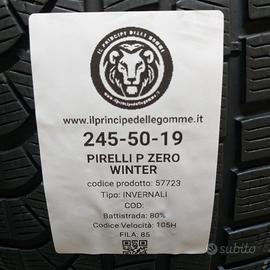 IL PRINCIPE DELLE GOMME
www.ilprincipedellegomme.it
www.ilprincipedellegomme.it
245-50-19
PIRELLI P ZERO
WINTER
codice prodotto: 57723
Tipo: INVERNALI
COD:
Battistrada: 80%
Codice Velocità: 105H
FILA: 85
subito